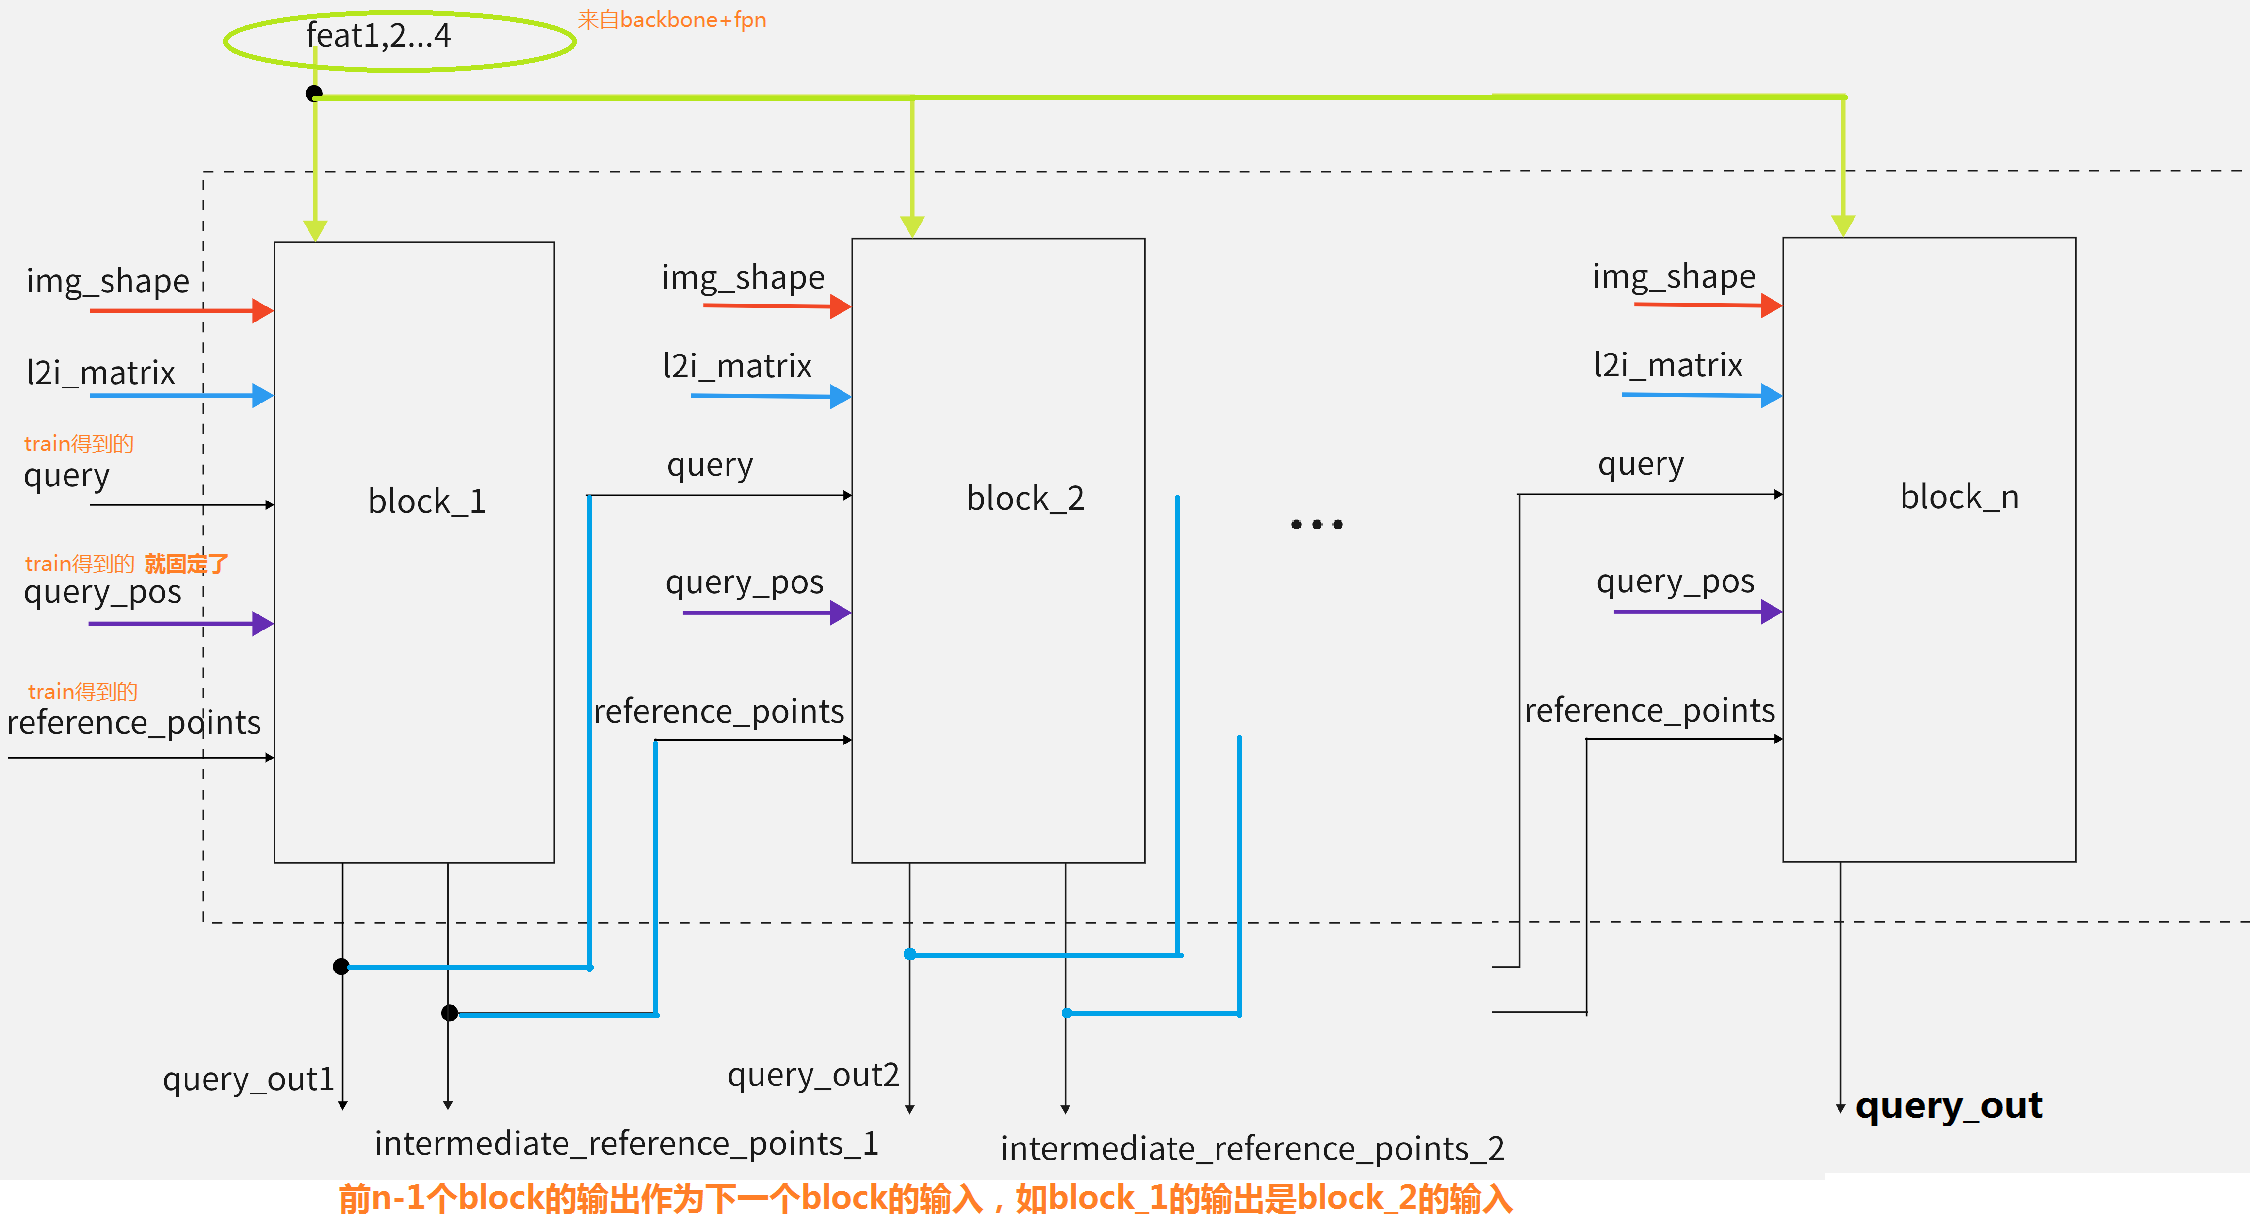 feat1,2...4
来自backbone+fpn
img_shape
l2i_matrix
train得到的
query
train得到的 就固定了
query_pos
train得到的
reference_points
block_1
img_shape
l2i_matrix
query
query_pos
reference_points
block_2
...
img_shape
l2i_matrix
query
query_pos
reference_points
block_n
query_out1
intermediate_reference_points_1
query_out2
intermediate_reference_points_2
query_out
前n-1个block的输出作为下一个block的输入，如block_1的输出是block_2的输入